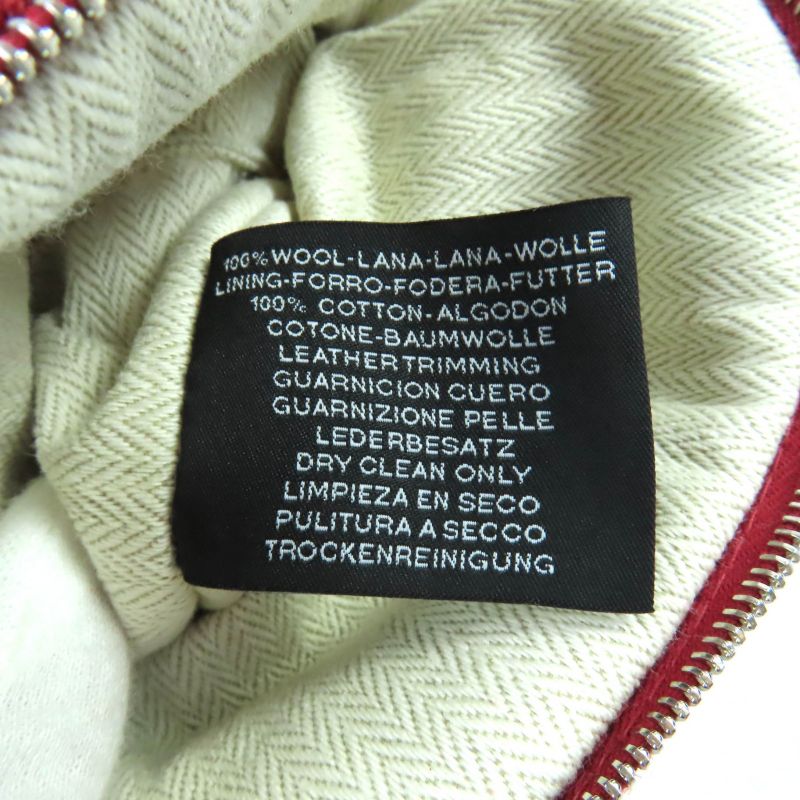 100% WOOL-LANA-LANA-WOLLE
LINING-FORRO-FODERA-FUTTER
100% COTTON-ALGODON
COTONE-BAUMWOLLE
LEATHER TRIMMING
GUARNICION CUERO
GUARNIZIONE PELLE
LEDERBESATZ
DRY CLEAN ONLY
LIMPIEZA EN SECO
PULITURA A SECCO
TROCKENREINIGUNG